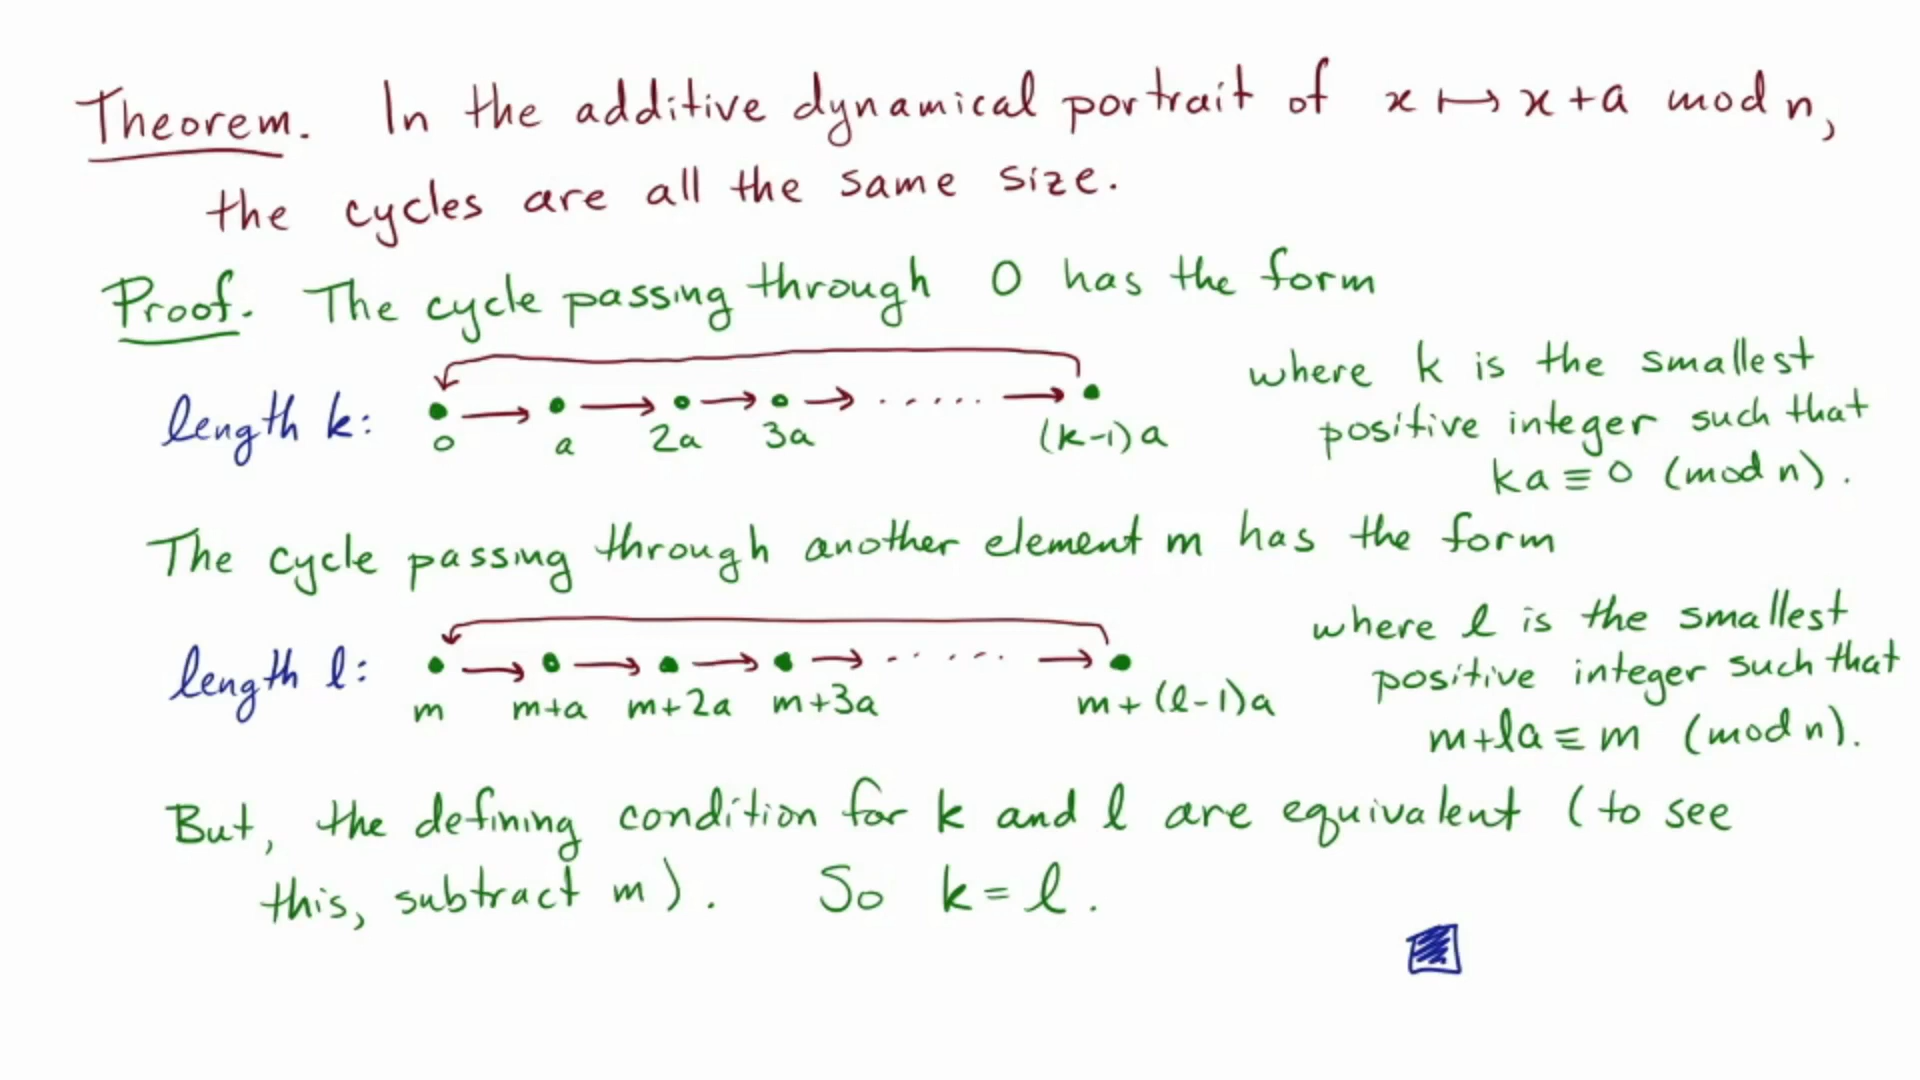 Theorem. In the additive dynamical portrait of x ↦ x+a mod n,
the cycles are all the same size.
Proof. The cycle passing through 0 has the form
length k:
0 a 2a 3a (k-1)a
where k is the smallest
positive integer such that
ka ≡ 0 (mod n).
The cycle passing through another element m has the form
length l:
m m+a m+2a m+3a m+(l-1)a
where l is the smallest
positive integer such that
m+la ≡ m (mod n).
But, the defining condition for k and l are equivalent (to see
this, subtract m). So k = l.